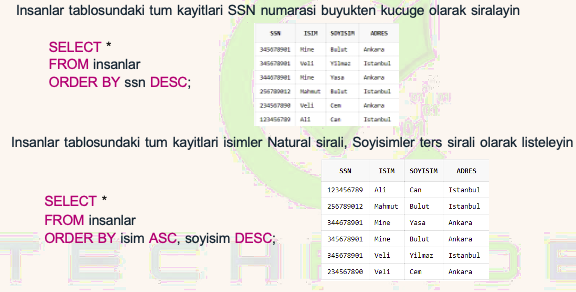 Insanlar tablosundaki tum kayitlari SSN numarasi buyukten kucuge olarak siralayin
SELECT *
FROM insanlar
ORDER BY ssn DESC;
SSN ISIM SOYISIM ADRES
345678901 Mine Bulut Ankara
345678901 Veli Yilmaz Istanbul
344678901 Mine Yasa Ankara
256789012 Mahmut Bulut Istanbul
234567890 Veli Cem Ankara
123456789 Ali Can Istanbul
Insanlar tablosundaki tum kayitlari isimler Natural sirali, Soyisimler ters sirali olarak listeleyin
SELECT *
FROM insanlar
ORDER BY isim ASC, soyisim DESC;
SSN ISIM SOYISIM ADRES
123456789 Ali Can Istanbul
256789012 Mahmut Bulut Istanbul
344678901 Mine Yasa Ankara
345678901 Mine Bulut Ankara
345678901 Veli Yilmaz Istanbul
234567890 Veli Cem Ankara